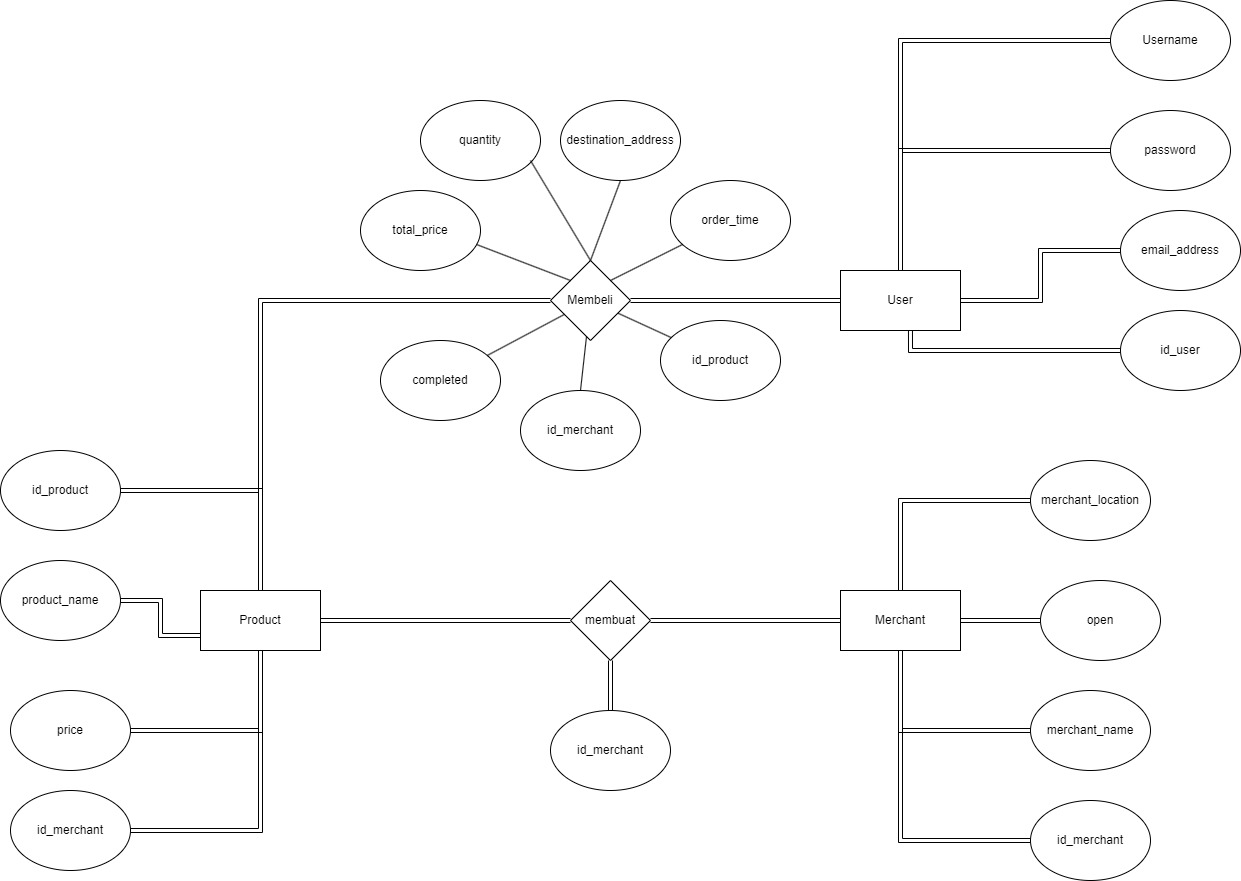 Username
quantity
destination_address
password
order_time
total_price
email_address
Membeli
User
id_user
id_product
completed
id_merchant
id_product
merchant_location
product_name
Product
membuat
Merchant
open
price
id_merchant
merchant_name
id_merchant
id_merchant